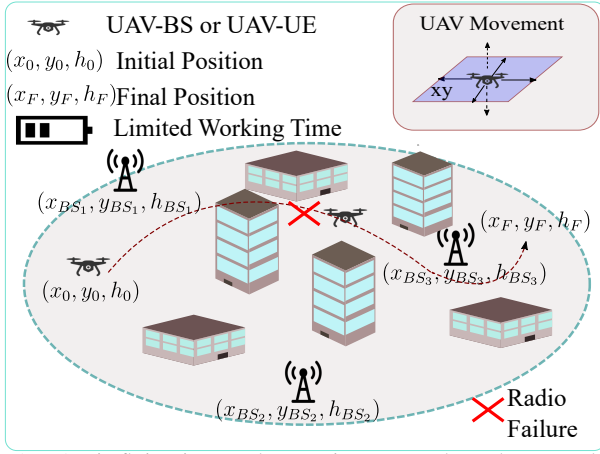 UAV-BS or UAV-UE
(x_0, y_0, h_0) Initial Position
(x_F, y_F, h_F) Final Position
Limited Working Time
UAV Movement
xy
(x_{BS_1}, y_{BS_1}, h_{BS_1})
(x_F, y_F, h_F)
(x_{BS_3}, y_{BS_3}, h_{BS_3})
(x_0, y_0, h_0)
(x_{BS_2}, y_{BS_2}, h_{BS_2})
Radio
Failure